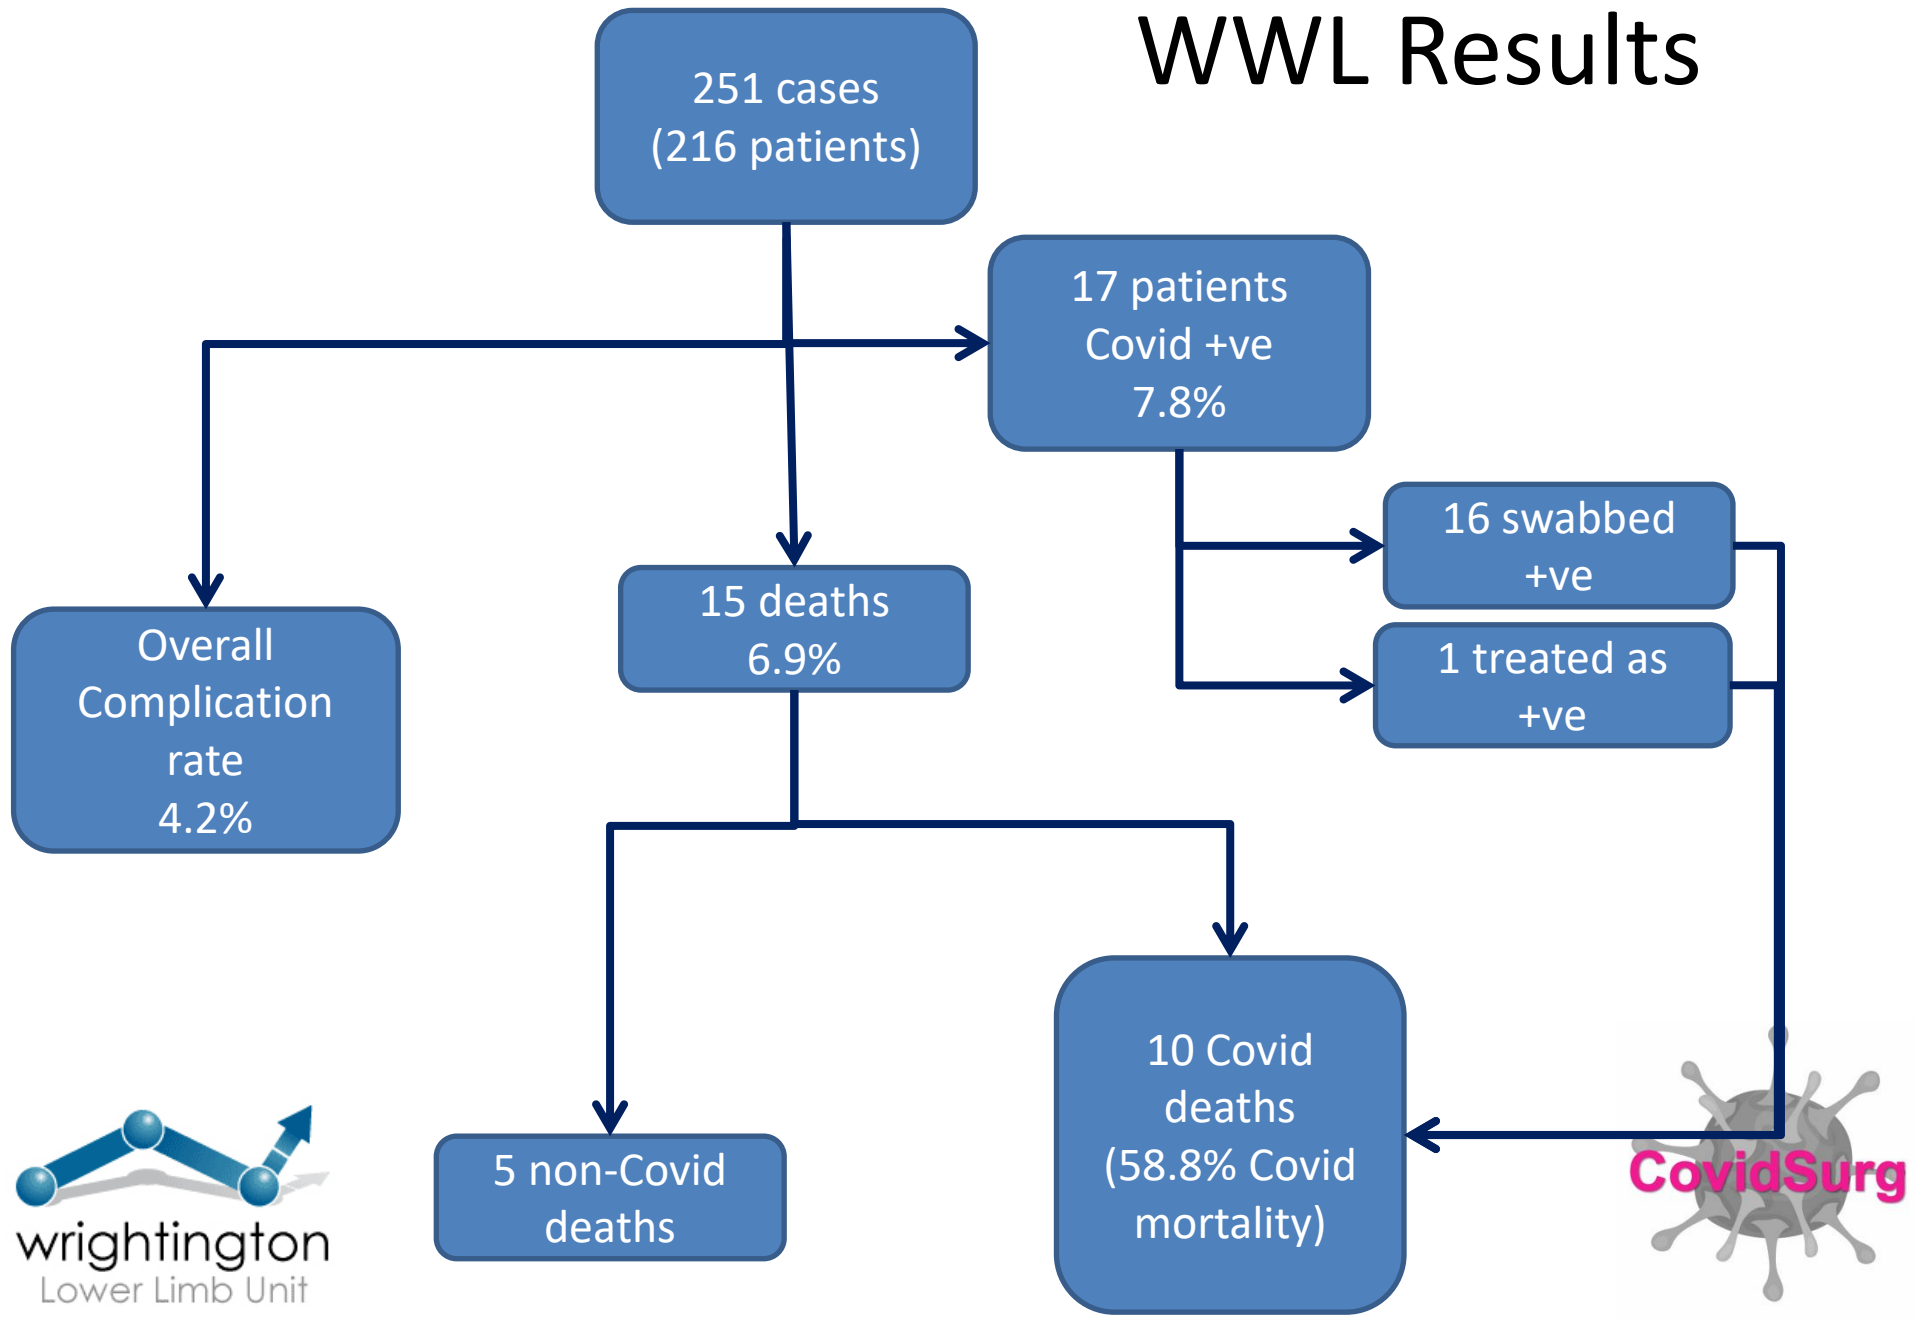 WWL Results
251 cases
(216 patients)
17 patients
Covid +ve
7.8%
16 swabbed
+ve
1 treated as
+ve
15 deaths
6.9%
Overall
Complication
rate
4.2%
10 Covid
deaths
(58.8% Covid
mortality)
5 non-Covid
deaths
wrightington
Lower Limb Unit
CovidSurg